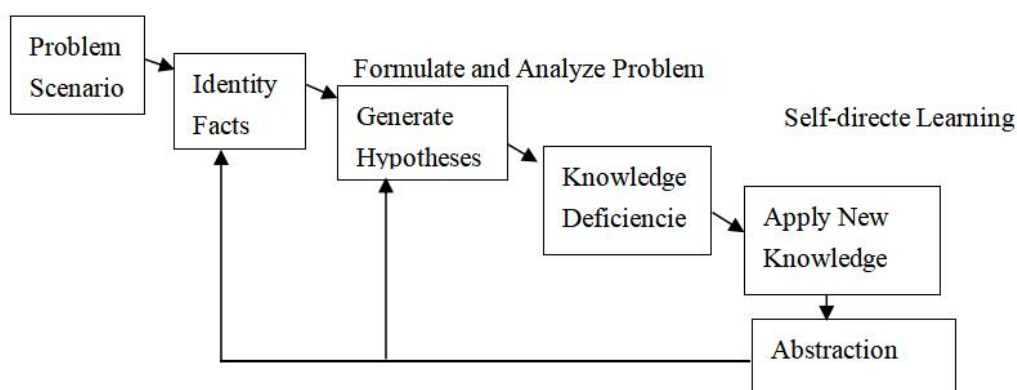 Problem
Scenario
Identity
Facts
Formulate and Analyze Problem
Generate
Hypotheses
Self-directe Learning
Knowledge
Deficiencie
Apply New
Knowledge
Abstraction